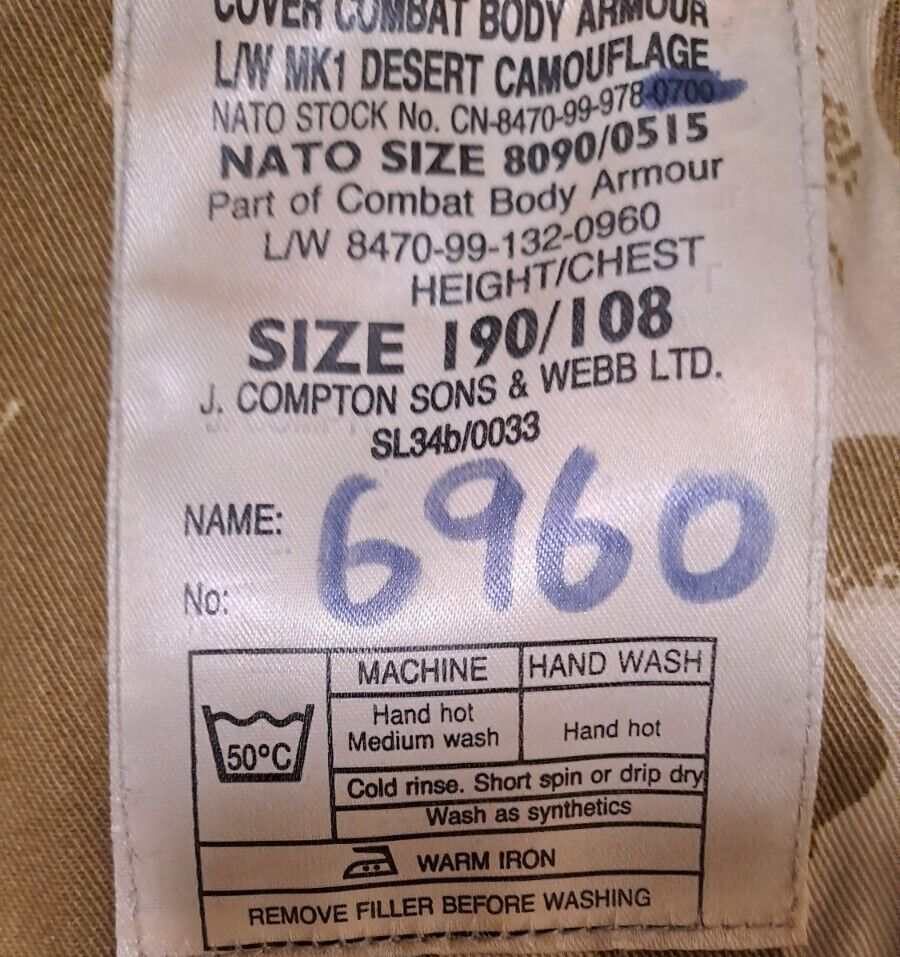 COVER COMBAT BODY ARMOUR
L/W MK1 DESERT CAMOUFLAGE
NATO STOCK No. CN-8470-99-978-0700
NATO SIZE 8090/0515
Part of Combat Body Armour
L/W 8470-99-132-0960
HEIGHT/CHEST
SIZE 190/108
J. COMPTON SONS & WEBB LTD.
SL34b/0033
NAME: 6960
No:
50°C
MACHINE HAND WASH
Hand hot
Medium wash
Hand hot
Cold rinse. Short spin or drip dry
Wash as synthetics
WARM IRON
REMOVE FILLER BEFORE WASHING